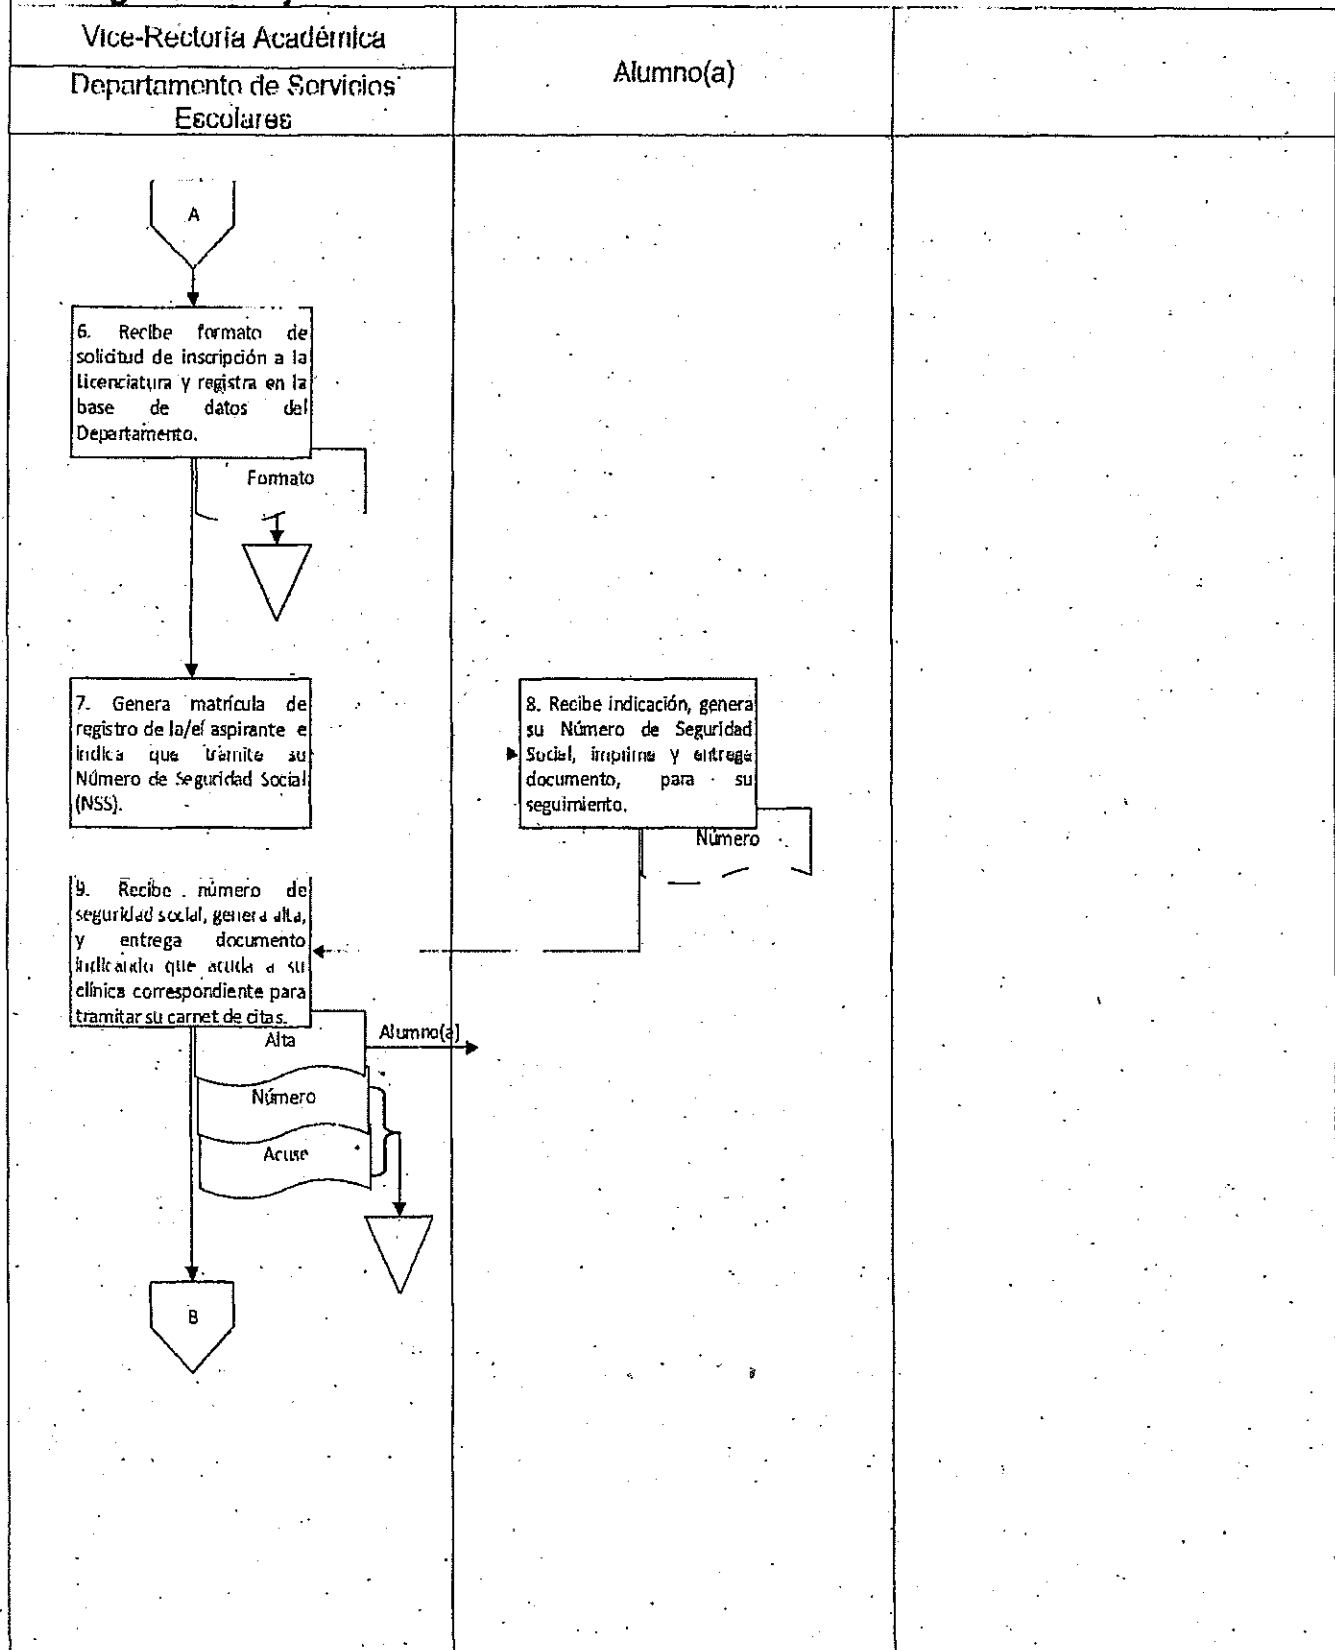 Vice-Rectoría Académica
Departamento de Servicios
Escolares
Alumno(a)
A
6. Recibe formato de
solicitud de inscripción a la
Licenciatura y registra en la
base de datos del
Departamento.
Formato
7. Genera matrícula de
registro de la/el aspirante e
indica que tramite su
Número de Seguridad Social
(NSS).
8. Recibe indicación, genera
su Número de Seguridad
Social, imprime y entrega
documento, para su
seguimiento.
Número
9. Recibe número de
seguridad social, genera alta,
y entrega documento
indicando que acuda a su
clínica correspondiente para
tramitar su carnet de citas.
Alta
Alumno(a)
Número
Acuse
B